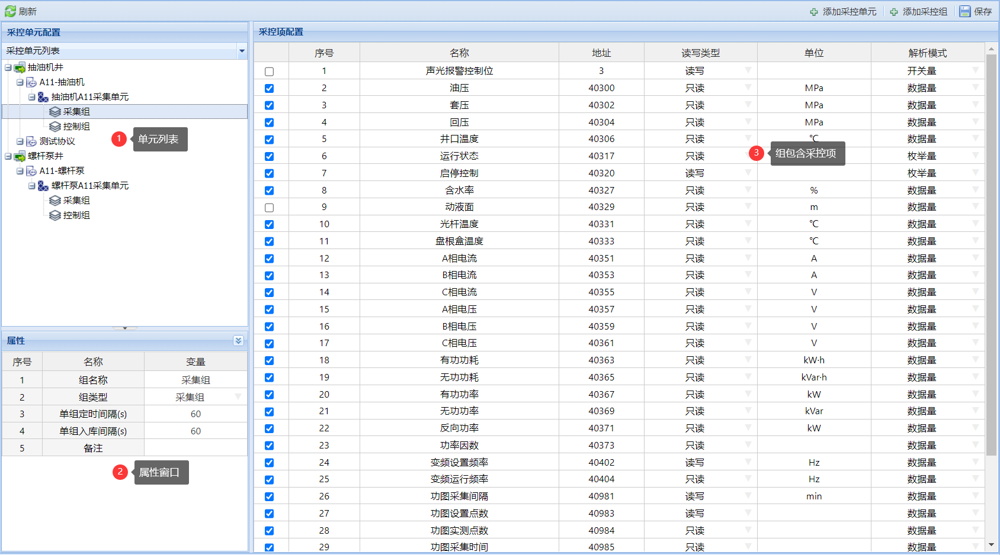 刷新 添加采控单元 添加采控组 保存
采控单元配置
采控单元列表
抽油机井
A11-抽油机
抽油机A11采集单元
采集组
控制组
1 单元列表
测试协议
螺杆泵井
A11-螺杆泵
螺杆泵A11采集单元
采集组
控制组
属性
序号 名称 变量
1 组名称 采集组
2 组类型 采集组
3 单组定时间隔(s) 60
4 单组入库间隔(s) 60
5 备注
2 属性窗口
采控项配置
序号 名称 地址 读写类型 单位 解析模式
1 声光报警控制位 3 读写 开关量
2 油压 40300 只读 MPa 数据量
3 套压 40302 只读 MPa 数据量
4 回压 40304 只读 MPa 数据量
5 井口温度 40306 只读 ℃ 数据量
3 组包含采控项
6 运行状态 40317 只读 枚举量
7 启停控制 40320 读写 枚举量
8 含水率 40327 只读 % 数据量
9 动液面 40329 只读 m 数据量
10 光杆温度 40331 只读 ℃ 数据量
11 盘根盒温度 40333 只读 ℃ 数据量
12 A相电流 40351 只读 A 数据量
13 B相电流 40353 只读 A 数据量
14 C相电流 40355 只读 V 数据量
15 A相电压 40357 只读 V 数据量
16 B相电压 40359 只读 V 数据量
17 C相电压 40361 只读 V 数据量
18 有功功耗 40363 只读 kW·h 数据量
19 无功功耗 40365 只读 kVar·h 数据量
20 有功功率 40367 只读 kW 数据量
21 无功功率 40369 只读 kVar 数据量
22 反向功率 40371 只读 kW 数据量
23 功率因数 40373 只读 数据量
24 变频设置频率 40402 读写 Hz 数据量
25 变频运行频率 40404 只读 Hz 数据量
26 功图采集间隔 40981 读写 min 数据量
27 功图设置点数 40983 读写 数据量
28 功图实测点数 40984 只读 数据量
29 功图采集时间 40985 只读 数据量